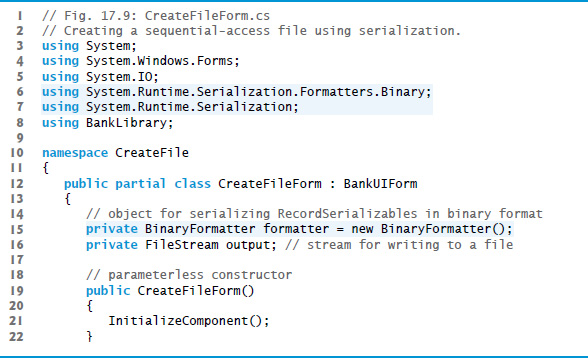 1 // Fig. 17.9: CreateFileForm.cs
2 // Creating a sequential-access file using serialization.
3 using System;
4 using System.Windows.Forms;
5 using System.IO;
6 using System.Runtime.Serialization.Formatters.Binary;
7 using System.Runtime.Serialization;
8 using BankLibrary;
9
10 namespace CreateFile
11 {
12 public partial class CreateFileForm : BankUIForm
13 {
14 // object for serializing RecordSerializables in binary format
15 private BinaryFormatter formatter = new BinaryFormatter();
16 private FileStream output; // stream for writing to a file
17
18 // parameterless constructor
19 public CreateFileForm()
20 {
21 InitializeComponent();
22 }